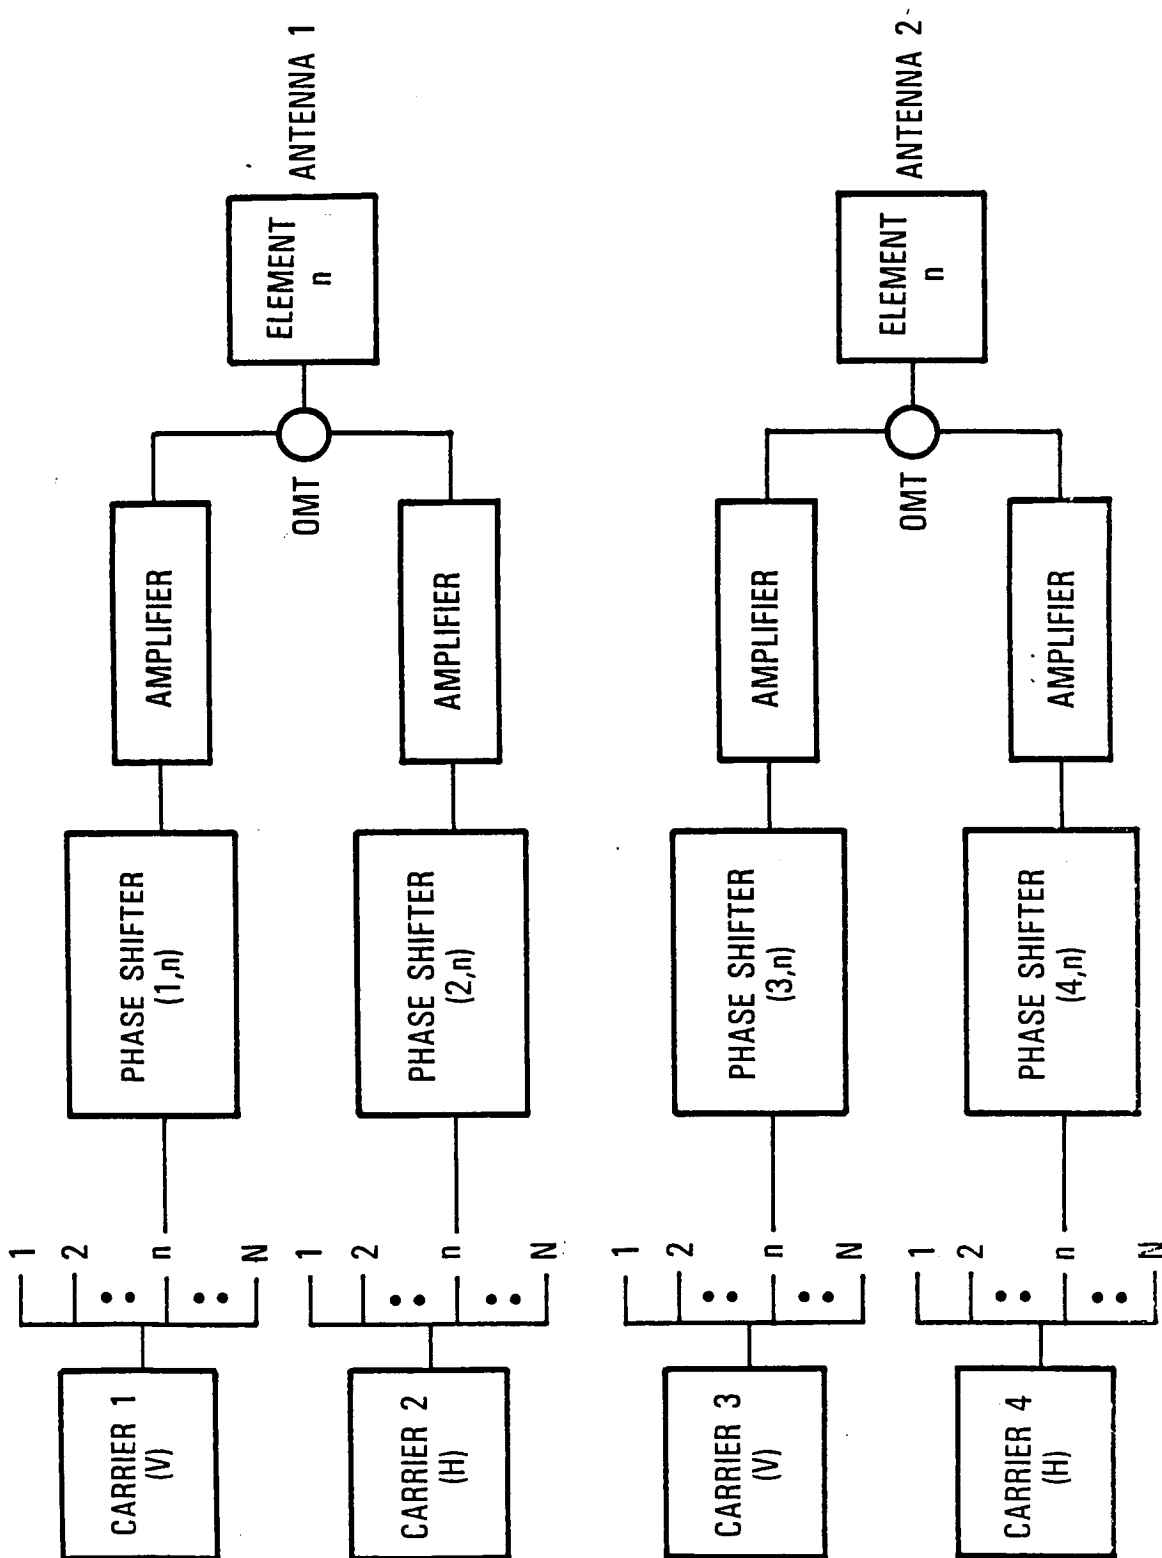 CARRIER 1
(V)
1
2
n
N
PHASE SHIFTER
(1,n)
AMPLIFIER
CARRIER 2
(H)
1
2
n
N
PHASE SHIFTER
(2,n)
AMPLIFIER
OMT
ELEMENT
n
ANTENNA 1
CARRIER 3
(V)
1
2
n
N
PHASE SHIFTER
(3,n)
AMPLIFIER
CARRIER 4
(H)
1
2
n
N
PHASE SHIFTER
(4,n)
AMPLIFIER
OMT
ELEMENT
n
ANTENNA 2